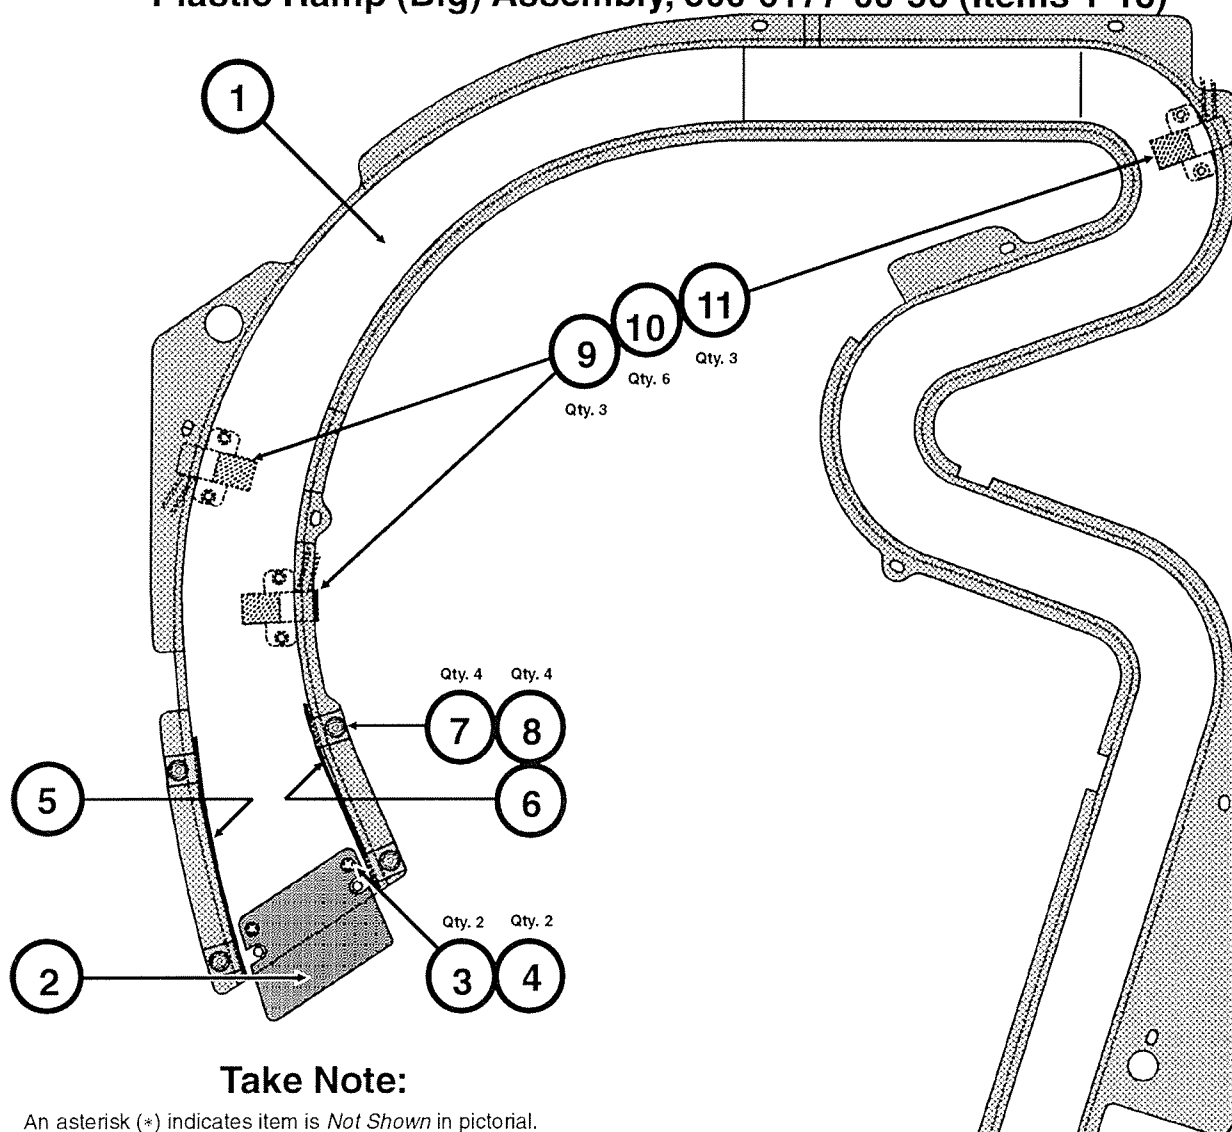 Plastic Ramp (Big) Assembly,
1
9 10 11
Qty. 3
Qty. 6
Qty. 3
Qty. 4 Qty. 4
7 8
5
6
Qty. 2 Qty. 2
2
3 4
Take Note:
An asterisk (*) indicates item is Not Shown in pictorial.